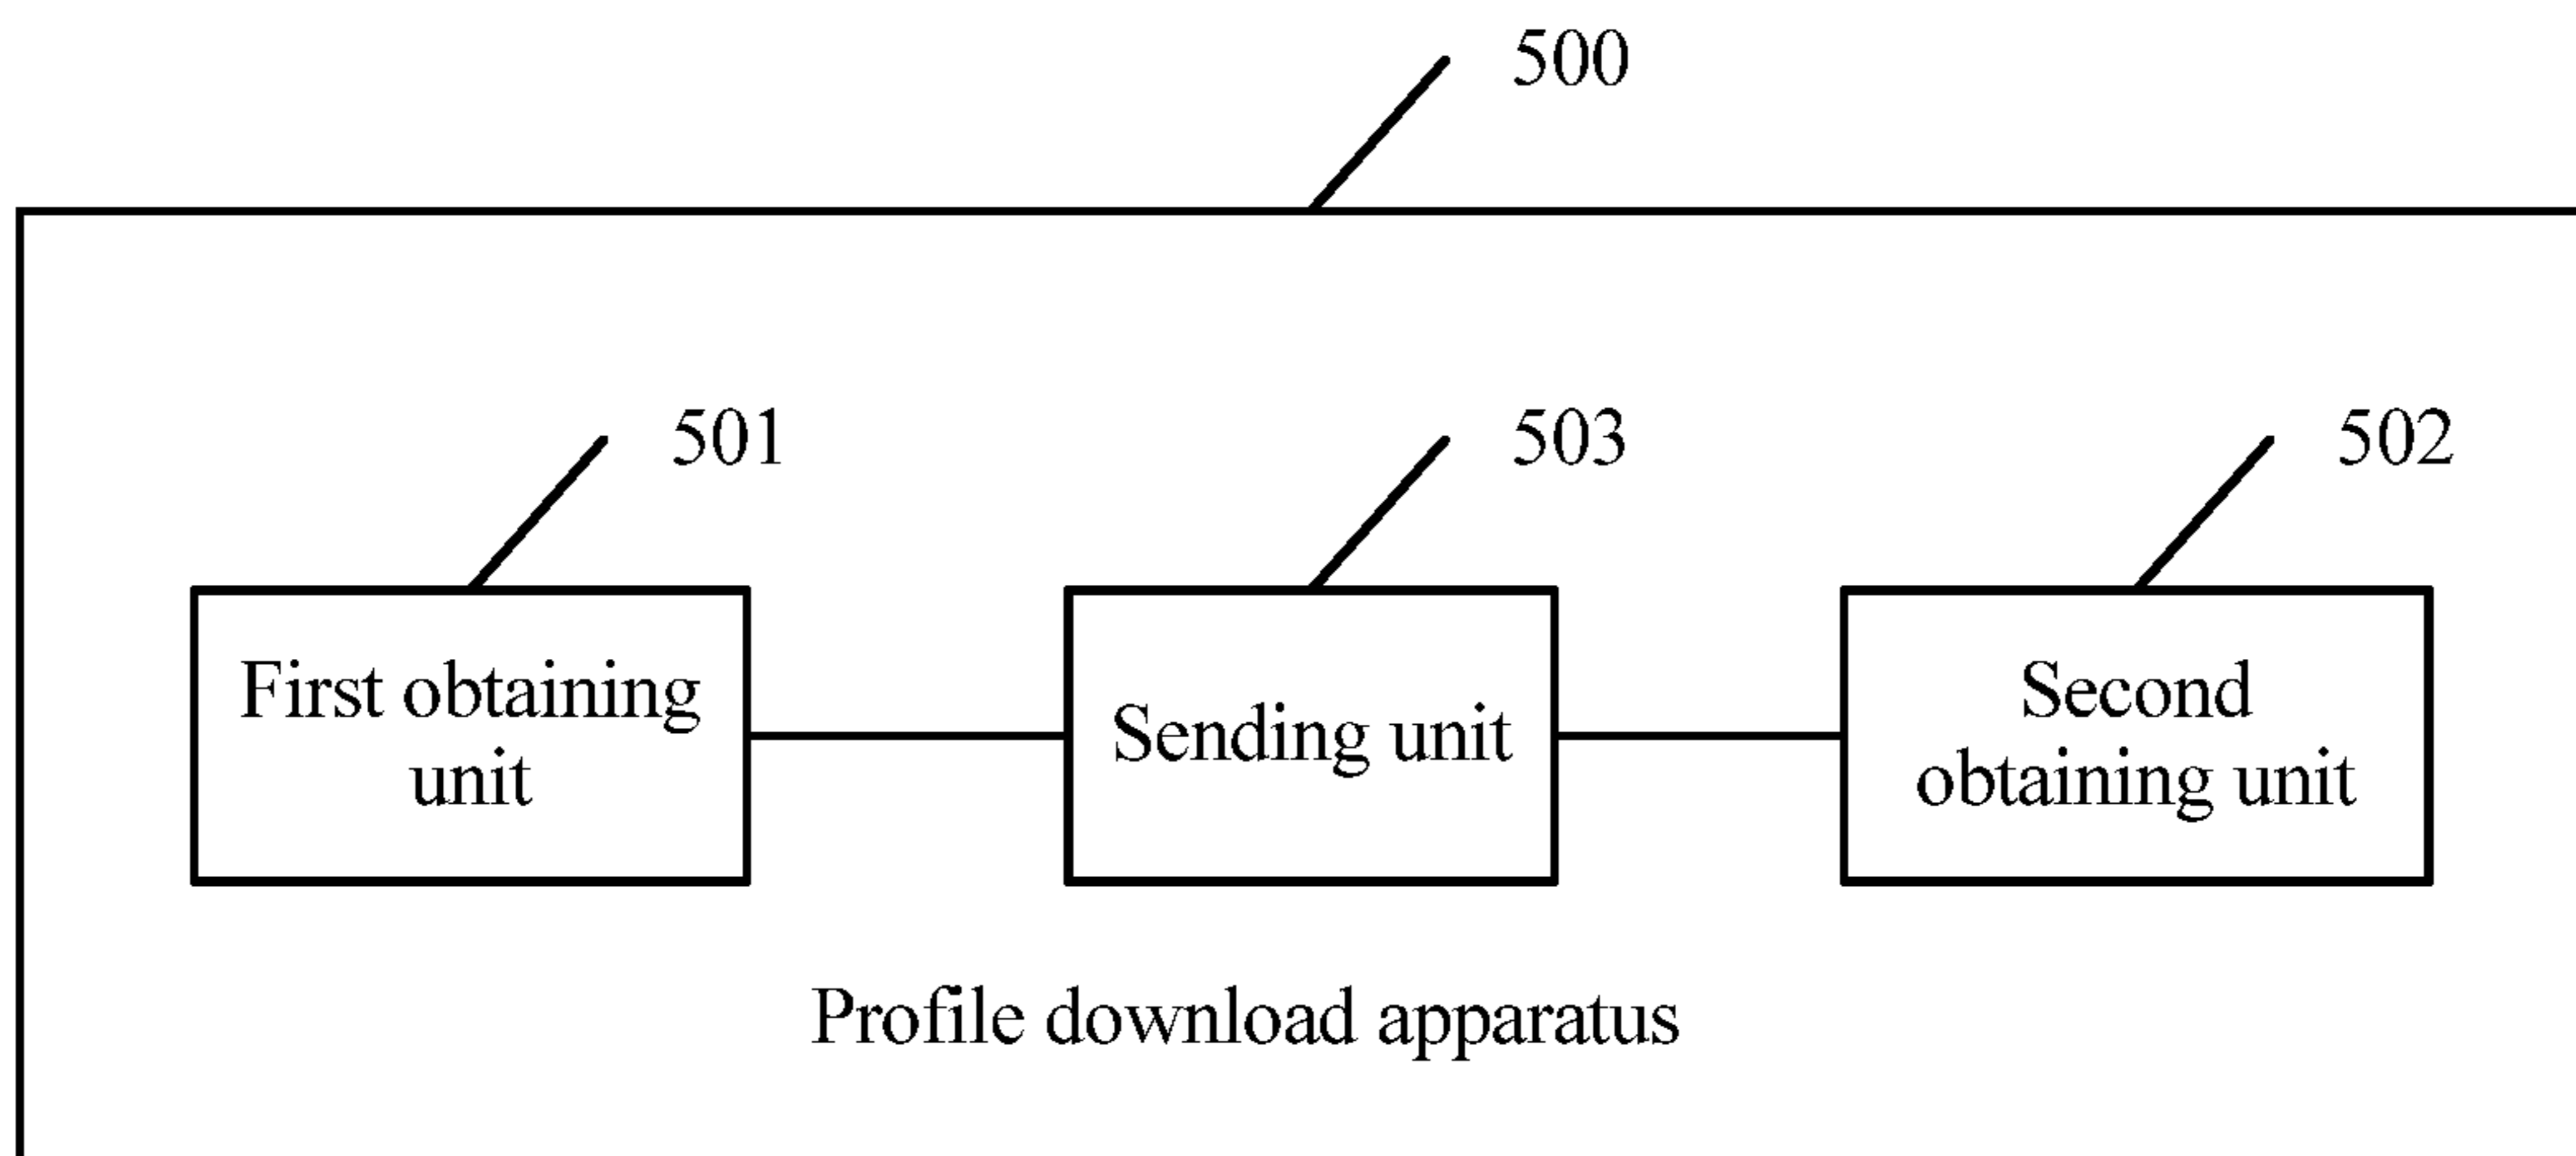 500
501
503
502
First obtaining
unit
Sending unit
Second
obtaining unit
Profile download apparatus